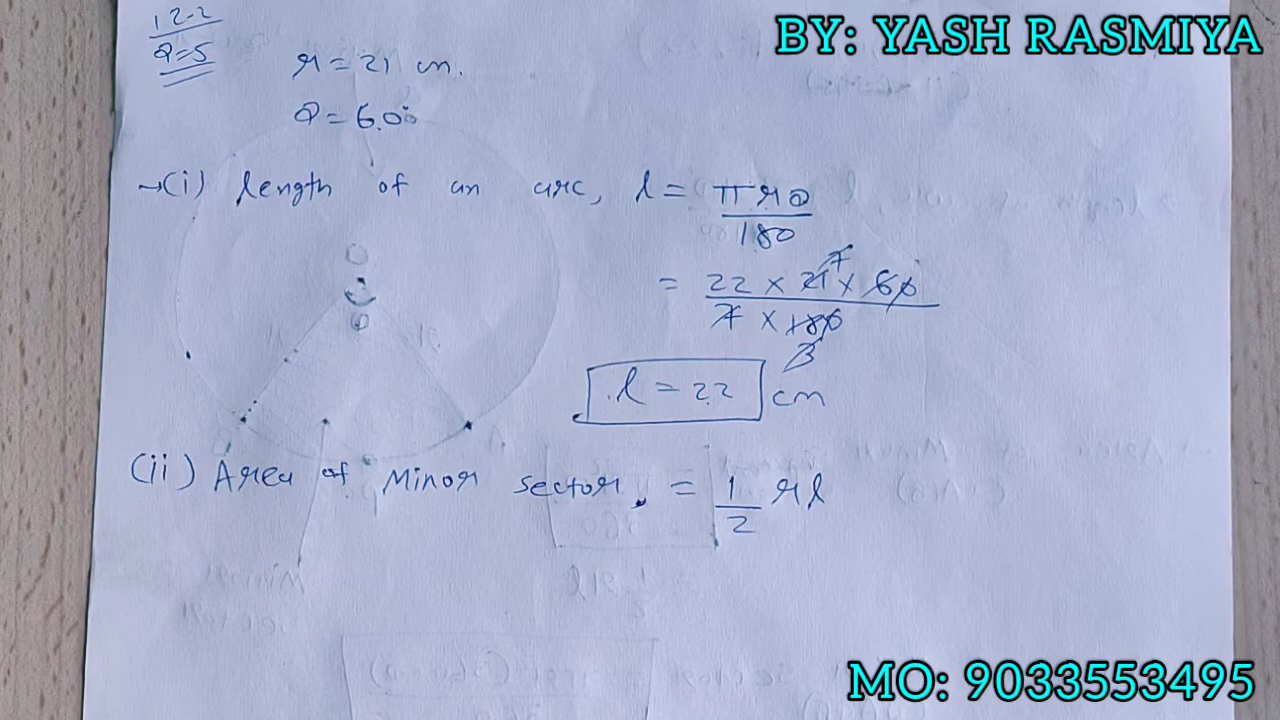 BY: YASH RASMIYA
12.2
Q=5
r = 21 cm.
θ = 60°
→(i) length of an arc, l = πrθ
180
= 22 × 21 × 60
7 × 180
3
l = 22 cm
(ii) Area of Minor sector, = 1 rl
2
MO: 9033553495